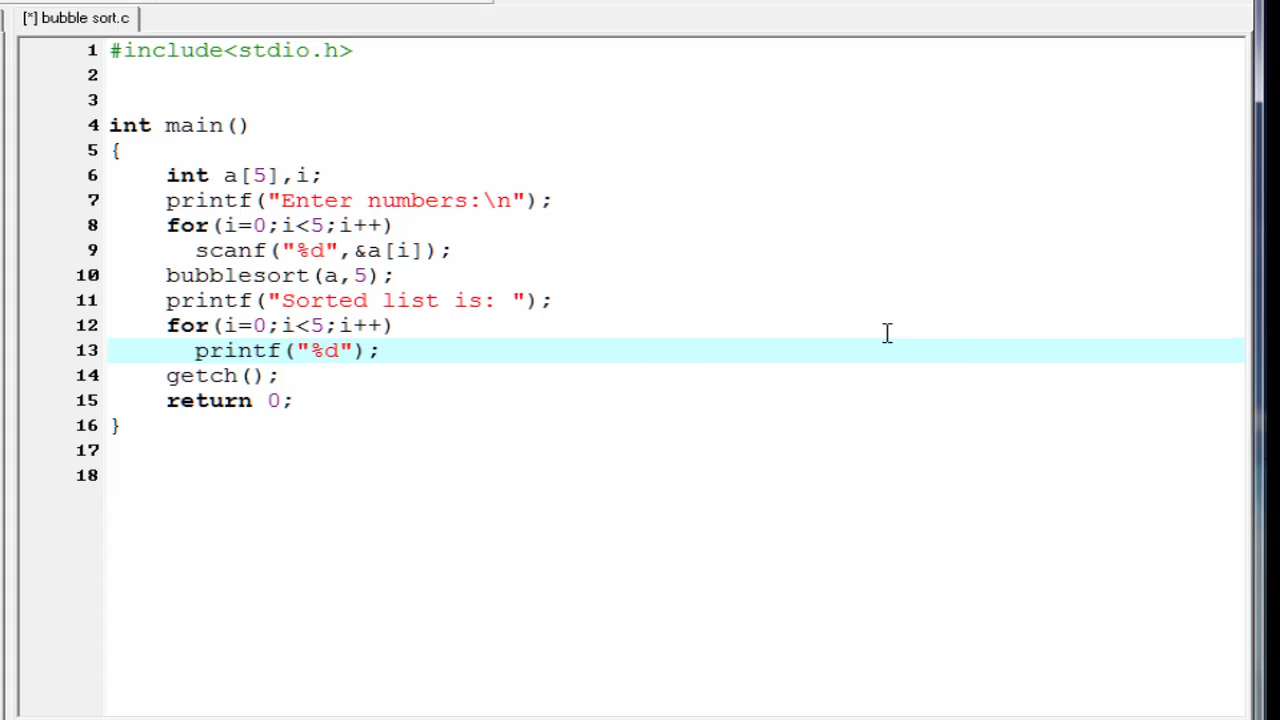 [*] bubble sort.c
1 #include<stdio.h>
2
3
4 int main()
5 {
6 int a[5],i;
7 printf("Enter numbers:\n");
8 for(i=0;i<5;i++)
9 scanf("%d",&a[i]);
10 bubblesort(a,5);
11 printf("Sorted list is: ");
12 for(i=0;i<5;i++)
13 printf("%d");
14 getch();
15 return 0;
16 }
17
18